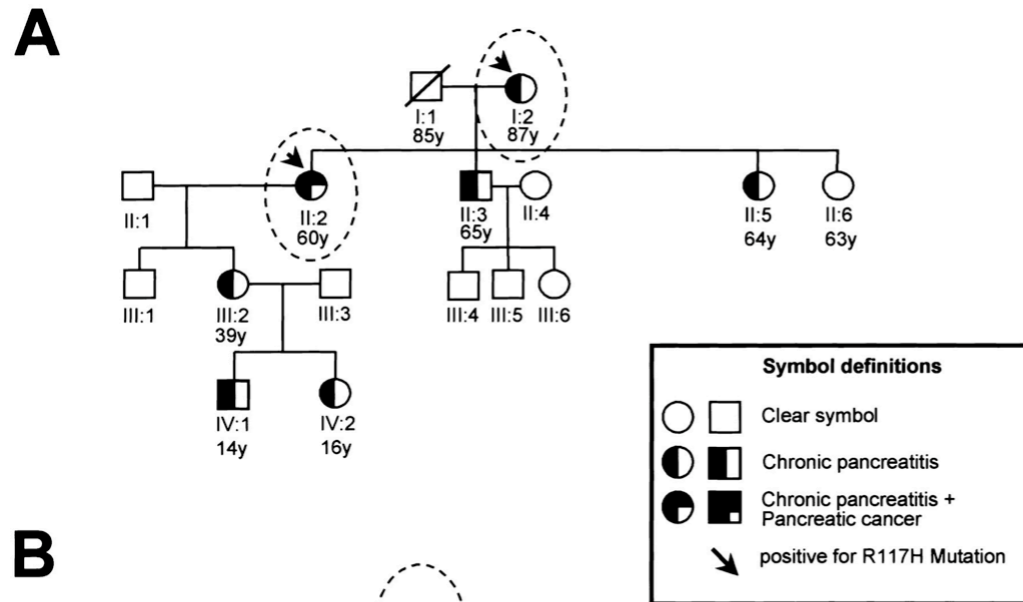 A
I:1
85y
I:2
87y
II:1
II:2
60y
II:3
65y
II:4
II:5
64y
II:6
63y
III:1
III:2
39y
III:3
III:4
III:5
III:6
IV:1
14y
IV:2
16y
Symbol definitions
Clear symbol
Chronic pancreatitis
Chronic pancreatitis +
Pancreatic cancer
positive for R117H Mutation
B